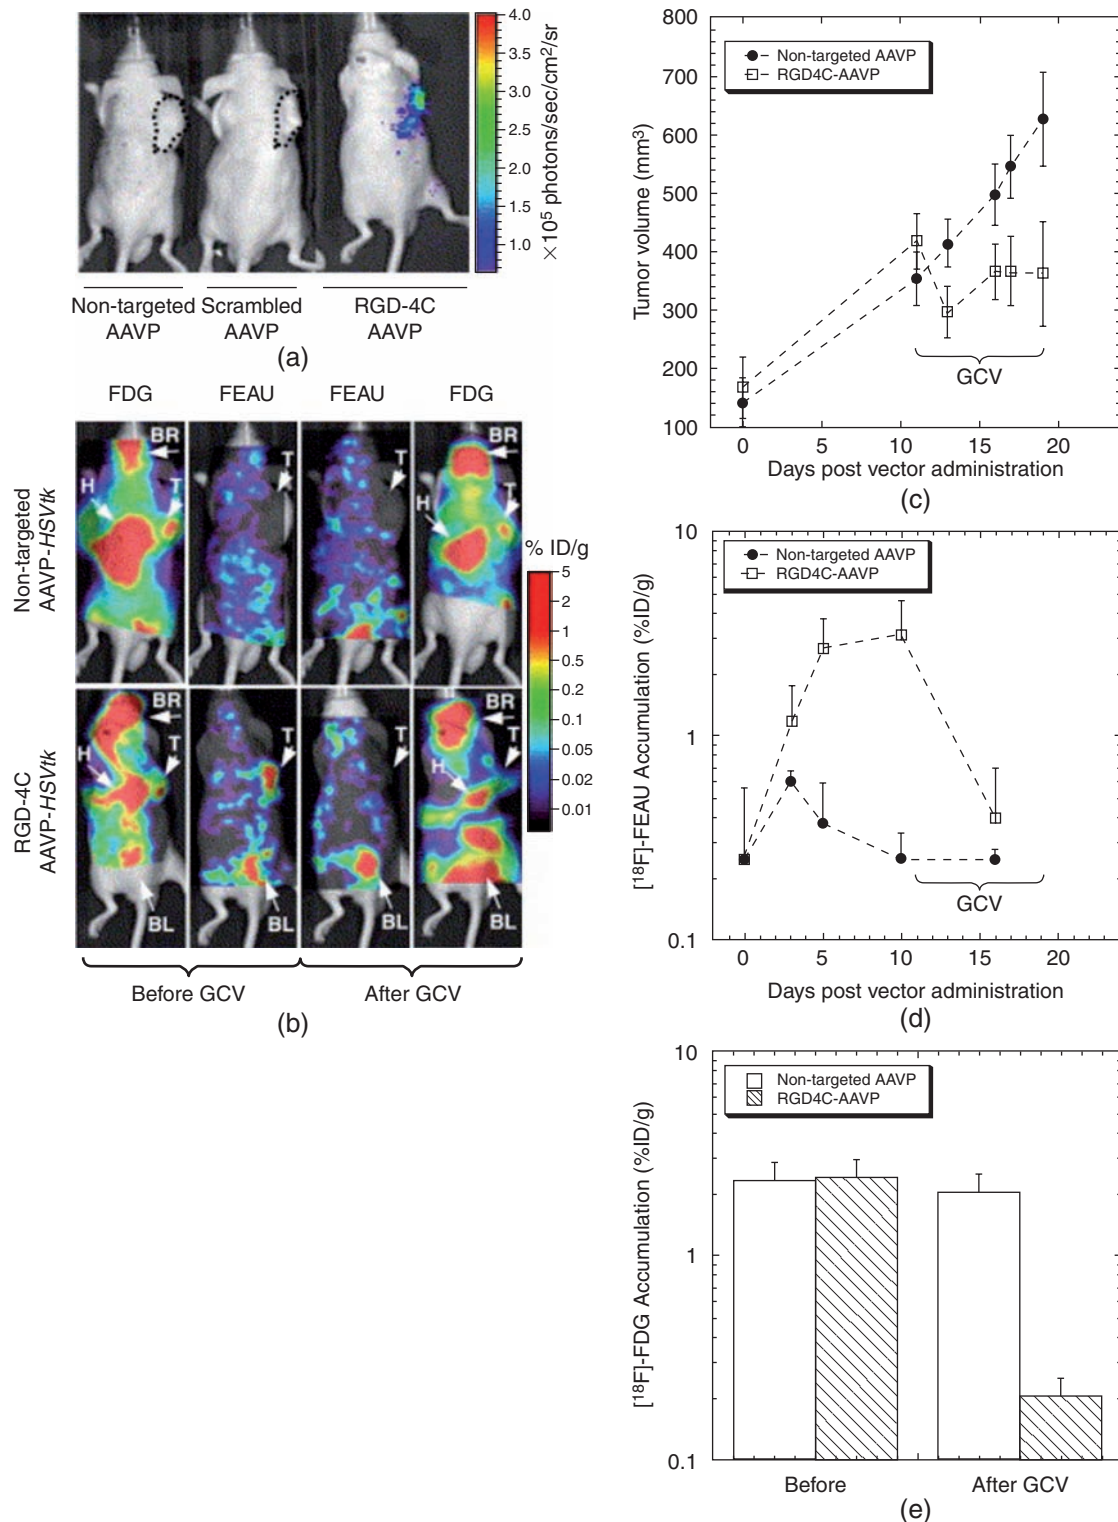 4.0
3.0
2.0
1.0
×10⁵ photons/sec/cm²/sr
Non-targeted
AAVP
Scrambled
AAVP
RGD-4C
AAVP
(a)
FDG
FEAU
FEAU
FDG
Non-targeted
AAVP-HSVtk
BR
H
T
T
T
BR
H
T
RGD-4C
AAVP-HSVtk
BR
H
T
BL
T
BL
T
BL
BR
H
T
BL
% ID/g
5
2
1
0.5
0.2
0.1
0.05
0.02
0.01
Before GCV
After GCV
(b)
800
700
600
500
400
300
200
100
Tumor volume (mm³)
Non-targeted AAVP
RGD4C-AAVP
GCV
0 5 10 15 20
Days post vector administration
(c)
10
1
0.1
[¹⁸F]-FEAU Accumulation (%ID/g)
Non-targeted AAVP
RGD4C-AAVP
GCV
0 5 10 15 20
Days post vector administration
(d)
10
1
0.1
[¹⁸F]-FDG Accumulation (%ID/g)
Non-targeted AAVP
RGD4C-AAVP
Before
After GCV
(e)